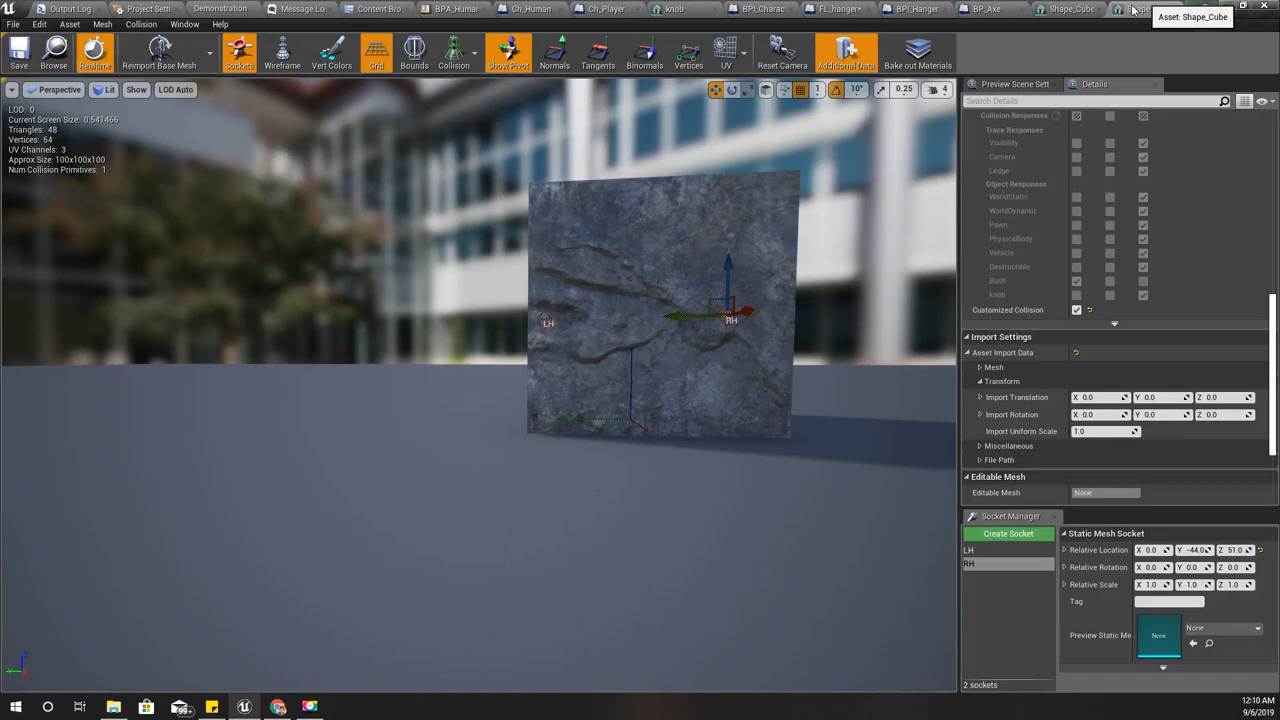 Output Log
Project Setti
Demonstration
Message Lo
Content Bro
BPA_Humar
Ch_Human
Ch_Player
knob
BPI_Charac
FL_hanger*
BPI_Hanger
BP_Axe
Shape_Cube
Asset: Shape_Cube
File Edit Asset Mesh Collision Window Help
Save Browse Realtime Reimport Base Mesh Sockets Wireframe Vert Colors Grid Bounds Collision Show Pivot Normals Tangents Binormals Vertices UV Reset Camera Additional Data Bake out Materials
Perspective Lit Show LOD Auto
1 10° 0.25 4
LOD: 0
Current Screen Size: 0.541466
Triangles: 48
Vertices: 54
UV Channels: 3
Approx Size: 100x100x100
Num Collision Primitives: 1
LH
RH
Preview Scene Sett
Details
Search Details
Collision Responses
Trace Responses
Visibility
Camera
Ledge
Object Responses
WorldStatic
WorldDynamic
Pawn
PhysicsBody
Vehicle
Destructible
Bush
knob
Customized Collision
Import Settings
Asset Import Data
Mesh
Transform
Import Translation X 0.0 Y 0.0 Z 0.0
Import Rotation X 0.0 Y 0.0 Z 0.0
Import Uniform Scale 1.0
Miscellaneous
File Path
Editable Mesh
Editable Mesh None
Socket Manager
Create Socket
LH
RH
2 sockets
Static Mesh Socket
Relative Location X 0.0 Y -44.0 Z 51.0
Relative Rotation X 0.0 Y 0.0 Z 0.0
Relative Scale X 1.0 Y 1.0 Z 1.0
Tag
Preview Static Me None None
99+
12:10 AM
9/6/2019